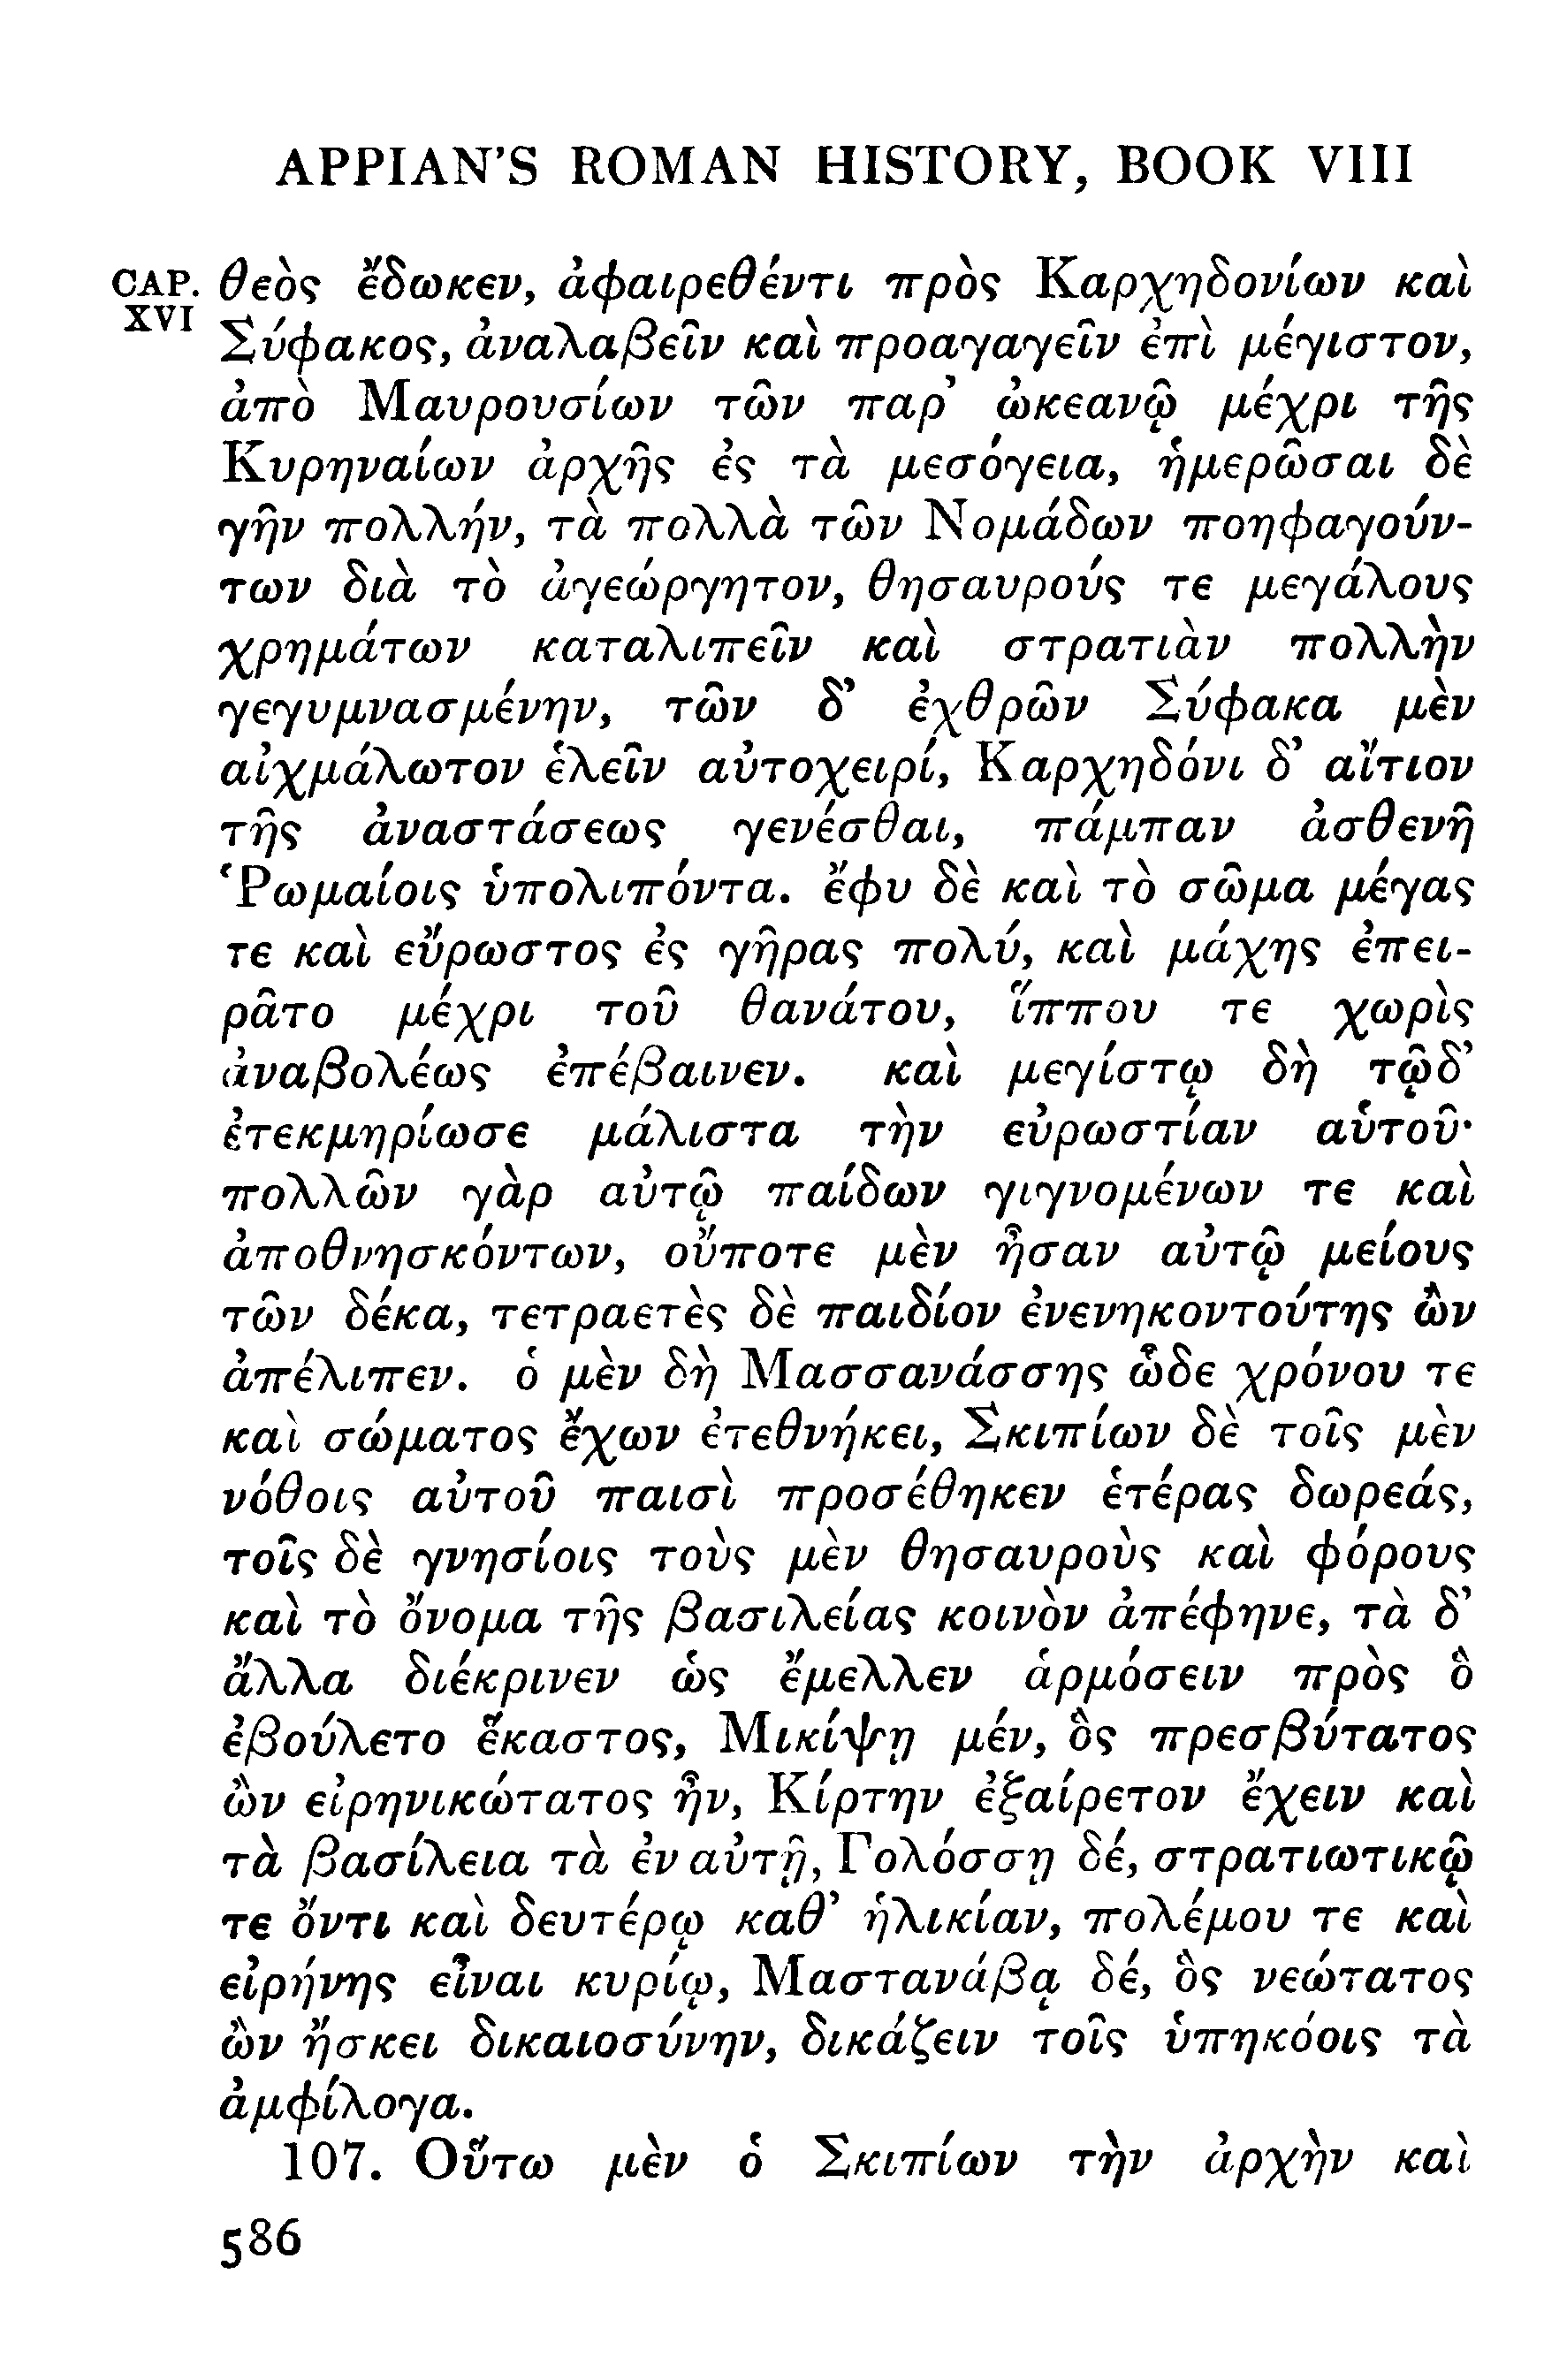 APPIAN'S ROMAN HISTORY, BOOK VIII
CAP. XVI
θεὸς ἔδωκεν, ἀφαιρεθέντι πρὸς Καρχηδονίων καὶ
Σύφακος, ἀναλαβεῖν καὶ προαγαγεῖν ἐπὶ μέγιστον,
ἀπὸ Μαυρουσίων τῶν παρ' ὠκεανῷ μέχρι τῆς
Κυρηναίων ἀρχῆς ἐς τὰ μεσόγεια, ἡμερῶσαι δὲ
γῆν πολλήν, τὰ πολλὰ τῶν Νομάδων ποηφαγούν-
των διὰ τὸ ἀγεώργητον, θησαυρούς τε μεγάλους
χρημάτων καταλιπεῖν καὶ στρατιὰν πολλὴν
γεγυμνασμένην, τῶν δ' ἐχθρῶν Σύφακα μὲν
αἰχμάλωτον ἑλεῖν αὐτοχειρί, Καρχηδόνι δ' αἴτιον
τῆς ἀναστάσεως γενέσθαι, πάμπαν ἀσθενῆ
Ῥωμαίοις ὑπολιπόντα. ἔφυ δὲ καὶ τὸ σῶμα μέγας
τε καὶ εὔρωστος ἐς γῆρας πολύ, καὶ μάχης ἐπει-
ρᾶτο μέχρι τοῦ θανάτου, ἵππου τε χωρὶς
ἀναβολέως ἐπέβαινεν. καὶ μεγίστῳ δὴ τῷδ'
ἐτεκμηρίωσε μάλιστα τὴν εὐρωστίαν αὑτοῦ·
πολλῶν γὰρ αὐτῷ παίδων γιγνομένων τε καὶ
ἀποθνησκόντων, οὔποτε μὲν ἦσαν αὐτῷ μείους
τῶν δέκα, τετραετὲς δὲ παιδίον ἐνενηκοντούτης ὢν
ἀπέλιπεν. ὁ μὲν δὴ Μασσανάσσης ὧδε χρόνου τε
καὶ σώματος ἔχων ἐτεθνήκει, Σκιπίων δὲ τοῖς μὲν
νόθοις αὐτοῦ παισὶ προσέθηκεν ἑτέρας δωρεάς,
τοῖς δὲ γνησίοις τοὺς μὲν θησαυροὺς καὶ φόρους
καὶ τὸ ὄνομα τῆς βασιλείας κοινὸν ἀπέφηνε, τὰ δ'
ἄλλα διέκρινεν ὡς ἔμελλεν ἁρμόσειν πρὸς ὃ
ἐβούλετο ἕκαστος, Μικίψῃ μέν, ὃς πρεσβύτατος
ὢν εἰρηνικώτατος ἦν, Κίρτην ἐξαίρετον ἔχειν καὶ
τὰ βασίλεια τὰ ἐν αὐτῇ, Γολόσσῃ δέ, στρατιωτικῷ
τε ὄντι καὶ δευτέρῳ καθ' ἡλικίαν, πολέμου τε καὶ
εἰρήνης εἶναι κυρίῳ, Μαστανάβᾳ δέ, ὃς νεώτατος
ὢν ἤσκει δικαιοσύνην, δικάζειν τοῖς ὑπηκόοις τὰ
ἀμφίλογα.
107. Οὕτω μὲν ὁ Σκιπίων τὴν ἀρχὴν καὶ
586